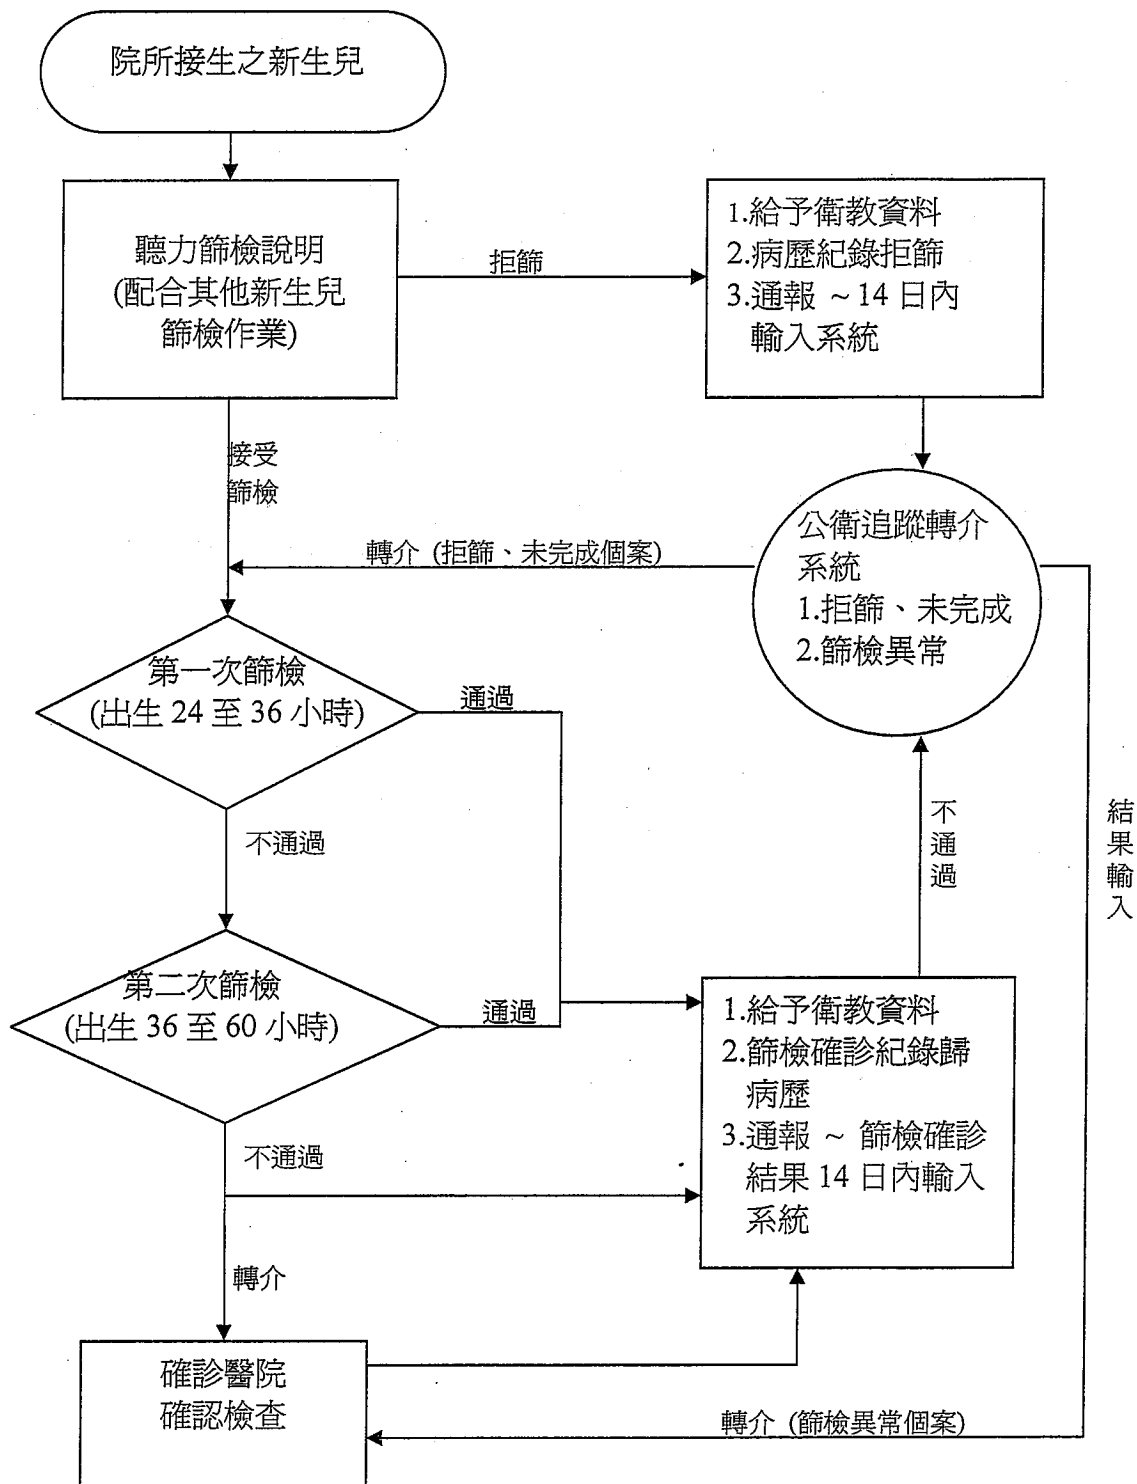 院所接生之新生兒
聽力篩檢說明
(配合其他新生兒
篩檢作業)
拒篩
1.給予衛教資料
2.病歷紀錄拒篩
3.通報 ~ 14 日內
輸入系統
接受
篩檢
公衛追蹤轉介
系統
1.拒篩、未完成
2.篩檢異常
轉介 (拒篩、未完成個案)
第一次篩檢
(出生 24 至 36 小時)
通過
不通過
不通過
結果輸入
第二次篩檢
(出生 36 至 60 小時)
通過
1.給予衛教資料
2.篩檢確診紀錄歸
病歷
3.通報 ~ 篩檢確診
結果 14 日內輸入
系統
不通過
轉介
確診醫院
確認檢查
轉介 (篩檢異常個案)